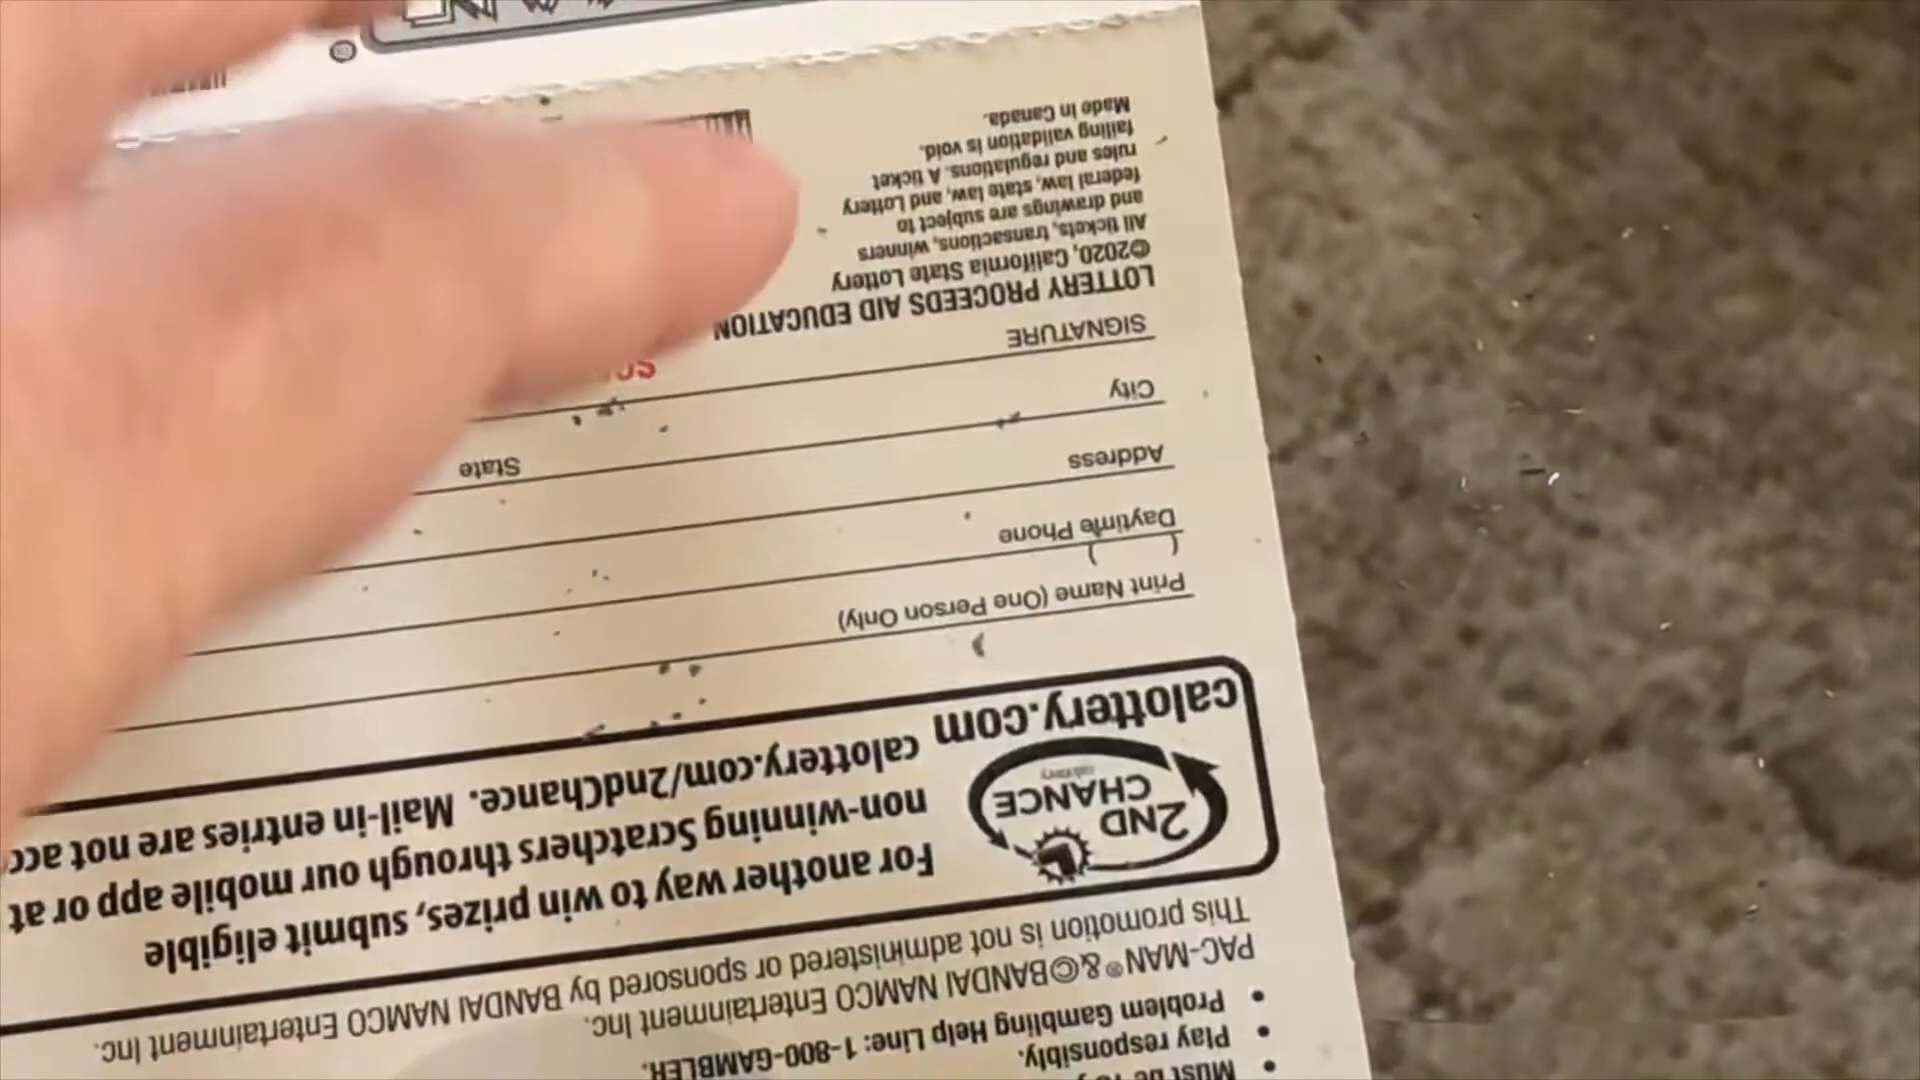 Must be
Play responsibly.
Problem Gambling Help Line: 1-800-GAMBLER.
PAC-MAN®&©BANDAI NAMCO Entertainment Inc.
This promotion is not administered or sponsored by BANDAI NAMCO Entertainment Inc.
2ND
CHANCE
calottery.com
For another way to win prizes, submit eligible
non-winning Scratchers through our mobile app or at
calottery.com/2ndChance. Mail-in entries are not
Print Name (One Person Only)
( )
Daytime Phone
Address
City
State
SIGNATURE
LOTTERY PROCEEDS AID EDUCATION
©2020, California State Lottery
All tickets, transactions, winners
and drawings are subject to
federal law, state law, and Lottery
rules and regulations. A ticket
failing validation is void.
Made in Canada.